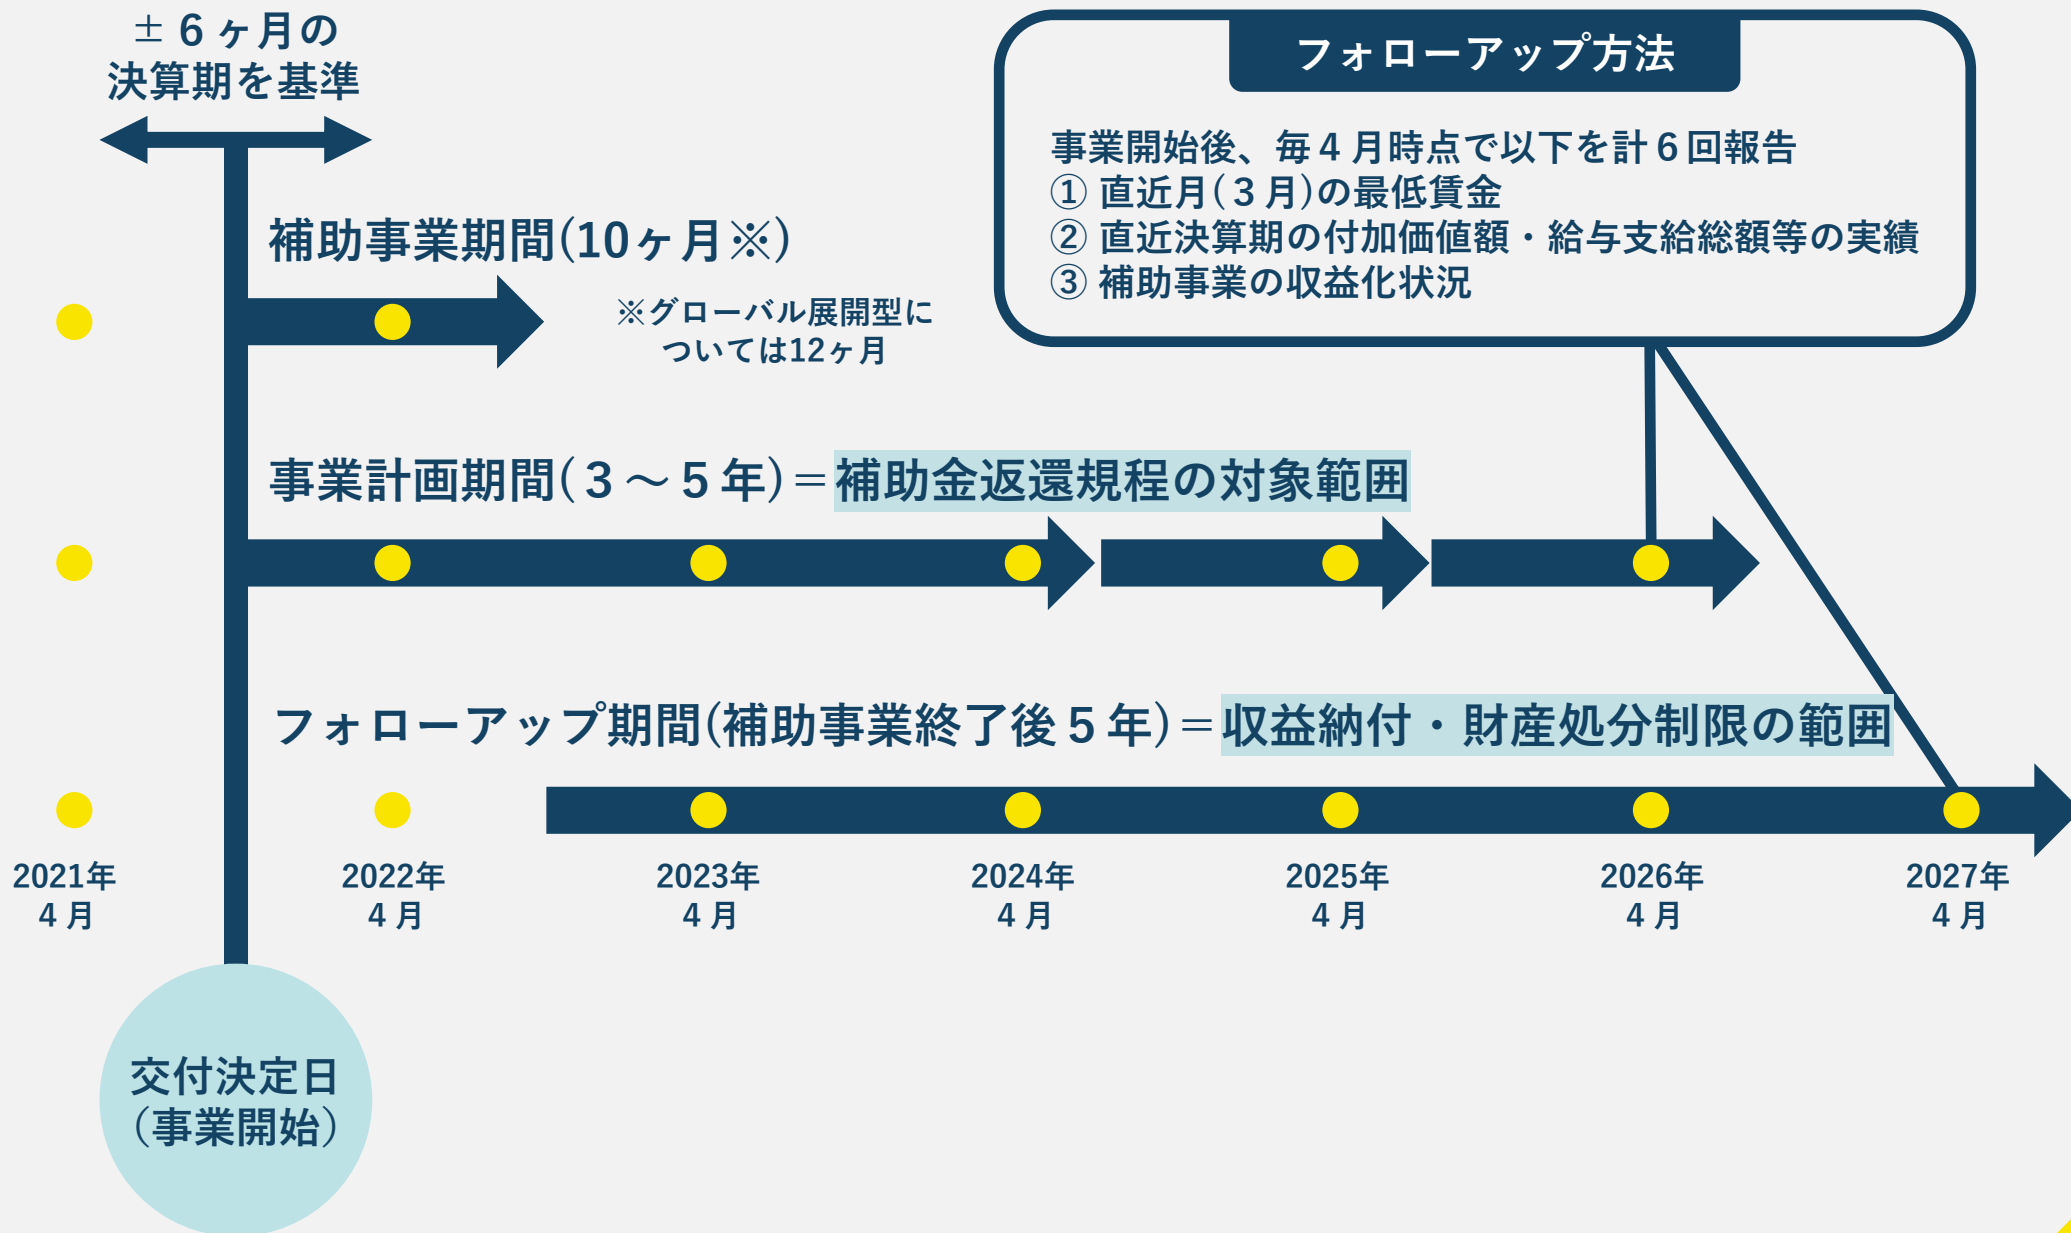 ±６ヶ月の
決算期を基準
フォローアップ方法
事業開始後、毎４月時点で以下を計６回報告
① 直近月(３月)の最低賃金
② 直近決算期の付加価値額・給与支給総額等の実績
③ 補助事業の収益化状況
補助事業期間(10ヶ月※)
※グローバル展開型に
ついては12ヶ月
事業計画期間(３～５年)＝補助金返還規程の対象範囲
フォローアップ期間(補助事業終了後５年)＝収益納付・財産処分制限の範囲
2021年
４月
2022年
４月
2023年
４月
2024年
４月
2025年
４月
2026年
４月
2027年
４月
交付決定日
（事業開始）